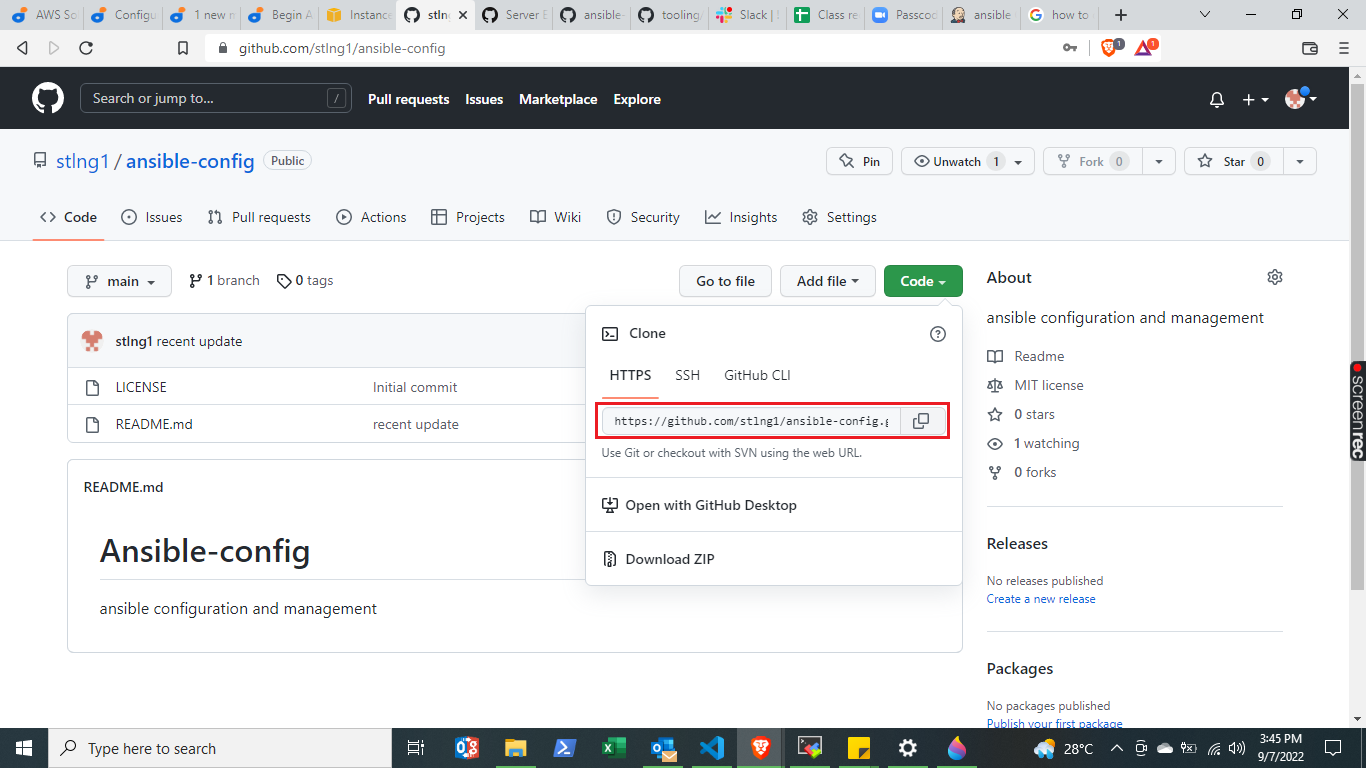 AWS So
Configu
1 new n
Begin A
Instance
stlng
Server E
ansible-
tooling
Slack |
Class re
Passcod
ansible
how to
github.com/stlng1/ansible-config
1
1
Search or jump to...
/
Pull requests
Issues
Marketplace
Explore
stlng1 / ansible-config
Public
Pin
Unwatch 1
Fork 0
Star 0
Code
Issues
Pull requests
Actions
Projects
Wiki
Security
Insights
Settings
main
1 branch
0 tags
Go to file
Add file
Code
stlng1 recent update
LICENSE
Initial commit
README.md
recent update
Clone
HTTPS
SSH
GitHub CLI
https://github.com/stlng1/ansible-config.g
Use Git or checkout with SVN using the web URL.
Open with GitHub Desktop
Download ZIP
README.md
Ansible-config
ansible configuration and management
About
ansible configuration and management
Readme
MIT license
0 stars
1 watching
0 forks
Releases
No releases published
Create a new release
Packages
No packages published
Publish your first package
screenrec
Type here to search
28°C
3:45 PM
9/7/2022